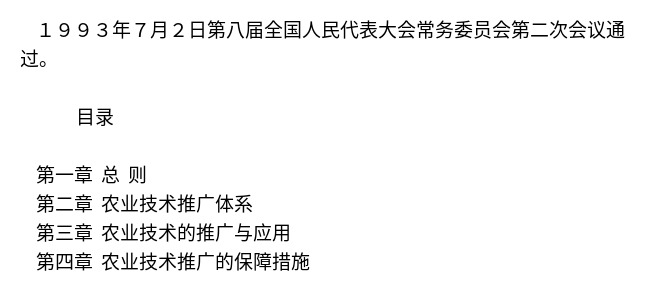 １９９３年７月２日第八届全国人民代表大会常务委员会第二次会议通
过。
目录
第一章 总 则
第二章 农业技术推广体系
第三章 农业技术的推广与应用
第四章 农业技术推广的保障措施